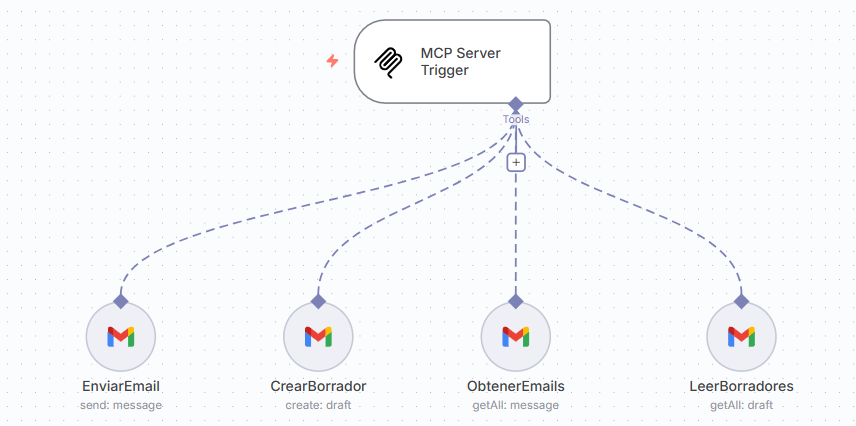 MCP Server
Trigger
Tools
+
EnviarEmail
send: message
CrearBorrador
create: draft
ObtenerEmails
getAll: message
LeerBorradores
getAll: draft